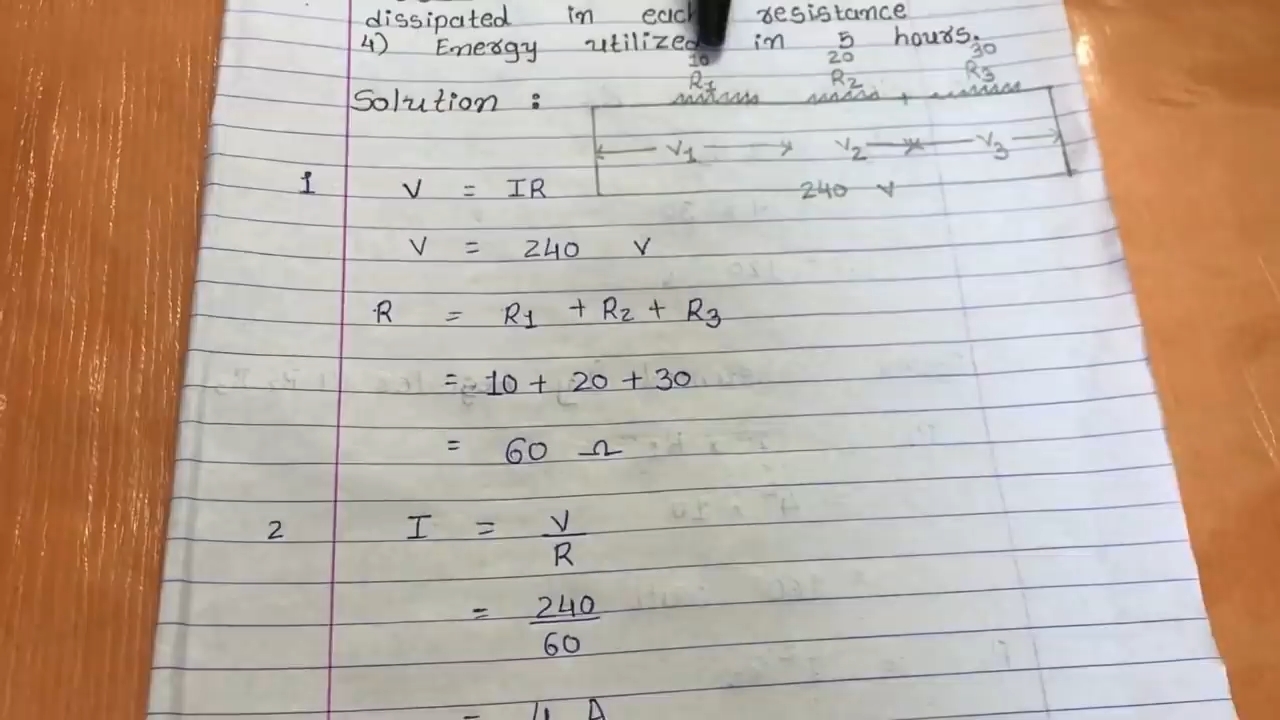 dissipated in each resistance
4) Energy utilized in 5 hours.
10 20 30
R1 R2 R3
Solution :
V1 V2 V3
240 V
1 V = IR
V = 240 V
R = R1 + R2 + R3
= 10 + 20 + 30
= 60 Ω
2 I = V
R
= 240
60
= 4 A